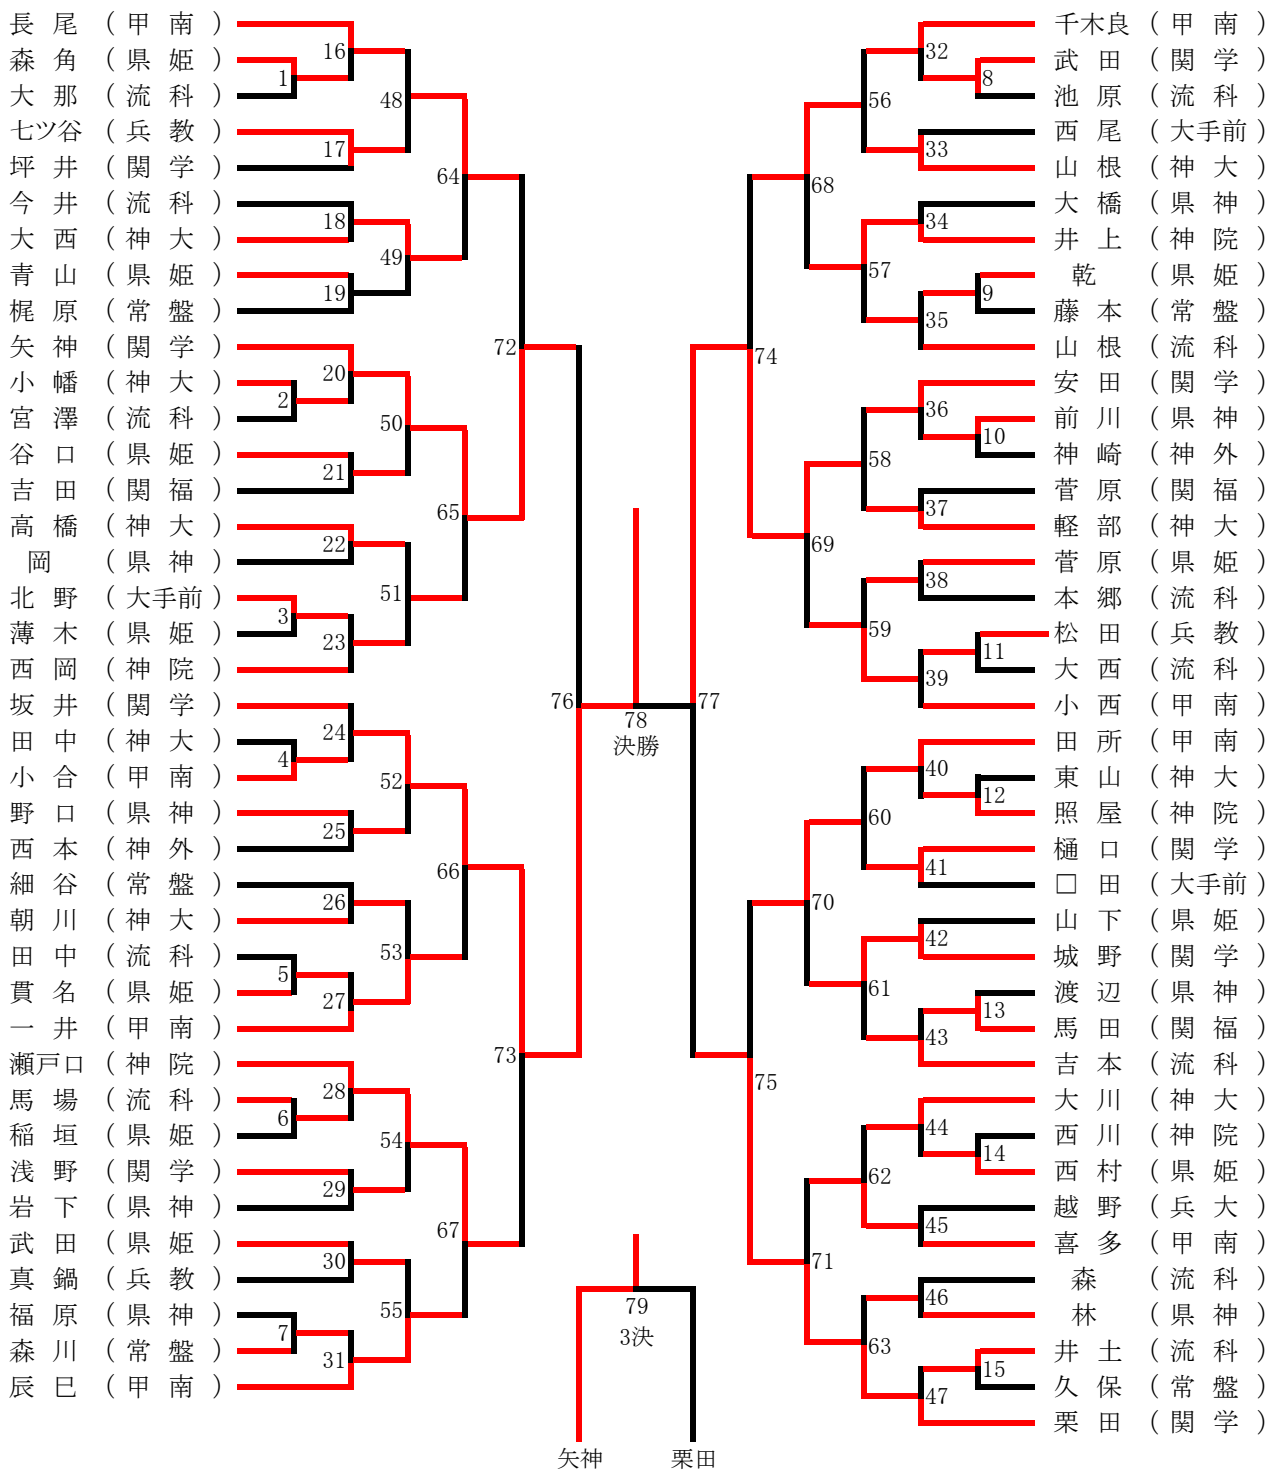 長尾（甲南）
森角（県姫）
大那（流科）
七ツ谷（兵教）
坪井（関学）
今井（流科）
大西（神大）
青山（県姫）
梶原（常盤）
矢神（関学）
小幡（神大）
宮澤（流科）
谷口（県姫）
吉田（関福）
高橋（神大）
岡（県神）
北野（大手前）
薄木（県姫）
西岡（神院）
坂井（関学）
田中（神大）
小合（甲南）
野口（県神）
西本（神外）
細谷（常盤）
朝川（神大）
田中（流科）
貫名（県姫）
一井（甲南）
瀬戸口（神院）
馬場（流科）
稲垣（県姫）
浅野（関学）
岩下（県神）
武田（県姫）
真鍋（兵教）
福原（県神）
森川（常盤）
辰巳（甲南）
1
2
3
4
5
6
7
16
17
18
19
20
21
22
23
24
25
26
27
28
29
30
31
48
49
50
51
52
53
54
55
64
65
66
67
72
73
76
78
決勝
79
3決
矢神
栗田
77
74
75
68
69
70
71
56
57
58
59
60
61
62
63
32
33
34
35
36
37
38
39
40
41
42
43
44
45
46
47
8
9
10
11
12
13
14
15
千木良（甲南）
武田（関学）
池原（流科）
西尾（大手前）
山根（神大）
大橋（県神）
井上（神院）
乾（県姫）
藤本（常盤）
山根（流科）
安田（関学）
前川（県神）
神崎（神外）
菅原（関福）
軽部（神大）
菅原（県姫）
本郷（流科）
松田（兵教）
大西（流科）
小西（甲南）
田所（甲南）
東山（神大）
照屋（神院）
樋口（関学）
□田（大手前）
山下（県姫）
城野（関学）
渡辺（県神）
馬田（関福）
吉本（流科）
大川（神大）
西川（神院）
西村（県姫）
越野（兵大）
喜多（甲南）
森（流科）
林（県神）
井土（流科）
久保（常盤）
栗田（関学）